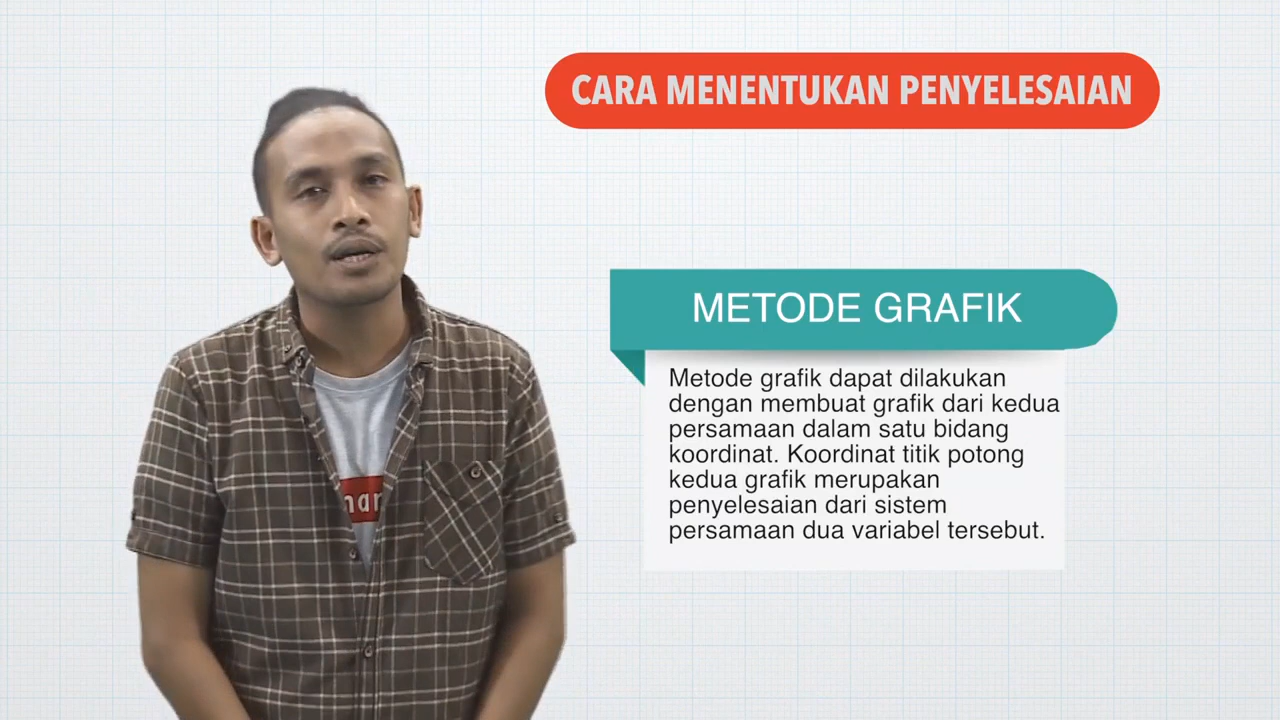 CARA MENENTUKAN PENYELESAIAN
METODE GRAFIK
Metode grafik dapat dilakukan
dengan membuat grafik dari kedua
persamaan dalam satu bidang
koordinat. Koordinat titik potong
kedua grafik merupakan
penyelesaian dari sistem
persamaan dua variabel tersebut.